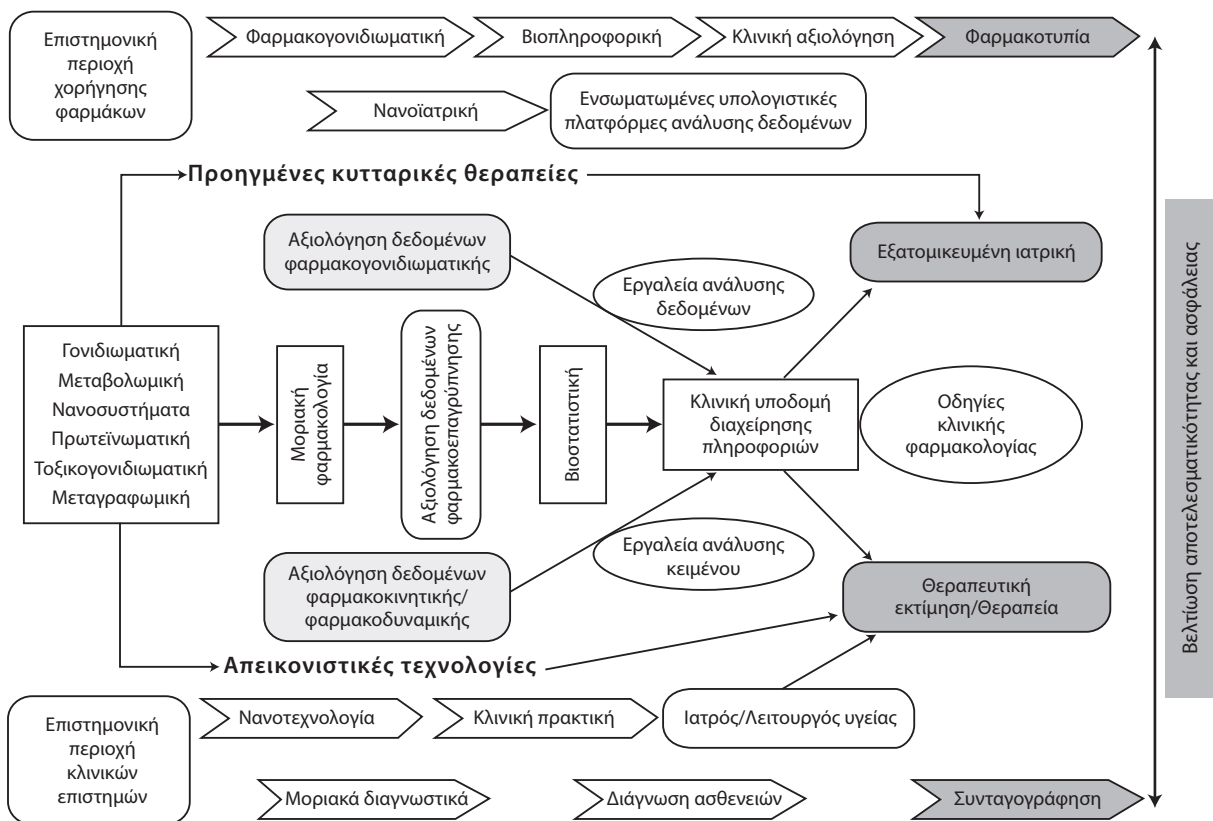 Επιστημονική
περιοχή
χορήγησης
φαρμάκων
Φαρμακογονιδιωματική
Βιοπληροφορική
Κλινική αξιολόγηση
Φαρμακοτυπία
Νανοϊατρική
Ενσωματωμένες υπολογιστικές
πλατφόρμες ανάλυσης δεδομένων
Προηγμένες κυτταρικές θεραπείες
Αξιολόγηση δεδομένων
φαρμακογονιδιωματικής
Εργαλεία ανάλυσης
δεδομένων
Εξατομικευμένη ιατρική
Γονιδιωματική
Μεταβολωμική
Νανοσυστήματα
Πρωτεϊνωματική
Τοξικογονιδιωματική
Μεταγραφωμική
Μοριακή
φαρμακολογία
Αξιολόγηση δεδομένων
φαρμοακοεπαγρύπνησης
Βιοστατιστική
Κλινική υποδομή
διαχείρησης
πληροφοριών
Οδηγίες
κλινικής
φαρμακολογίας
Αξιολόγηση δεδομένων
φαρμακοκινητικής/
φαρμακοδυναμικής
Εργαλεία ανάλυσης
κειμένου
Θεραπευτική
εκτίμηση/Θεραπεία
Απεικονιστικές τεχνολογίες
Επιστημονική
περιοχή
κλινικών
επιστημών
Νανοτεχνολογία
Κλινική πρακτική
Ιατρός/Λειτουργός υγείας
Μοριακά διαγνωστικά
Διάγνωση ασθενειών
Συνταγογράφηση
Βελτίωση αποτελεσματικότητας και ασφάλειας